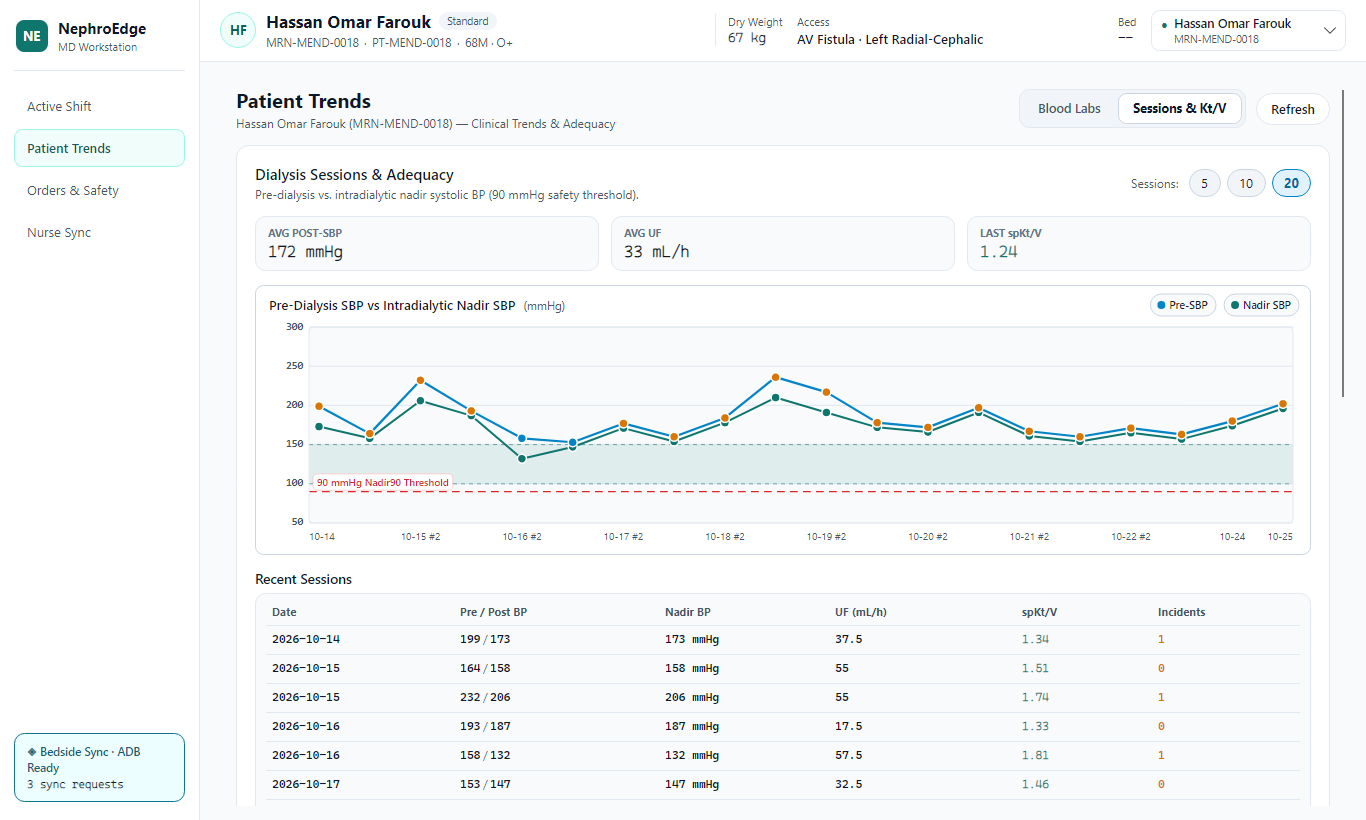 NE
NephroEdge
MD Workstation
Active Shift
Patient Trends
Orders & Safety
Nurse Sync
◈ Bedside Sync · ADB
Ready
3 sync requests
HF
Hassan Omar Farouk Standard
MRN-MEND-0018 · PT-MEND-0018 · 68M · O+
Dry Weight
67 kg
Access
AV Fistula · Left Radial-Cephalic
Bed
--
Hassan Omar Farouk
MRN-MEND-0018
Patient Trends
Hassan Omar Farouk (MRN-MEND-0018) — Clinical Trends & Adequacy
Blood Labs Sessions & Kt/V Refresh
Dialysis Sessions & Adequacy
Pre-dialysis vs. intradialytic nadir systolic BP (90 mmHg safety threshold).
Sessions: 5 10 20
AVG POST-SBP
172 mmHg
AVG UF
33 mL/h
LAST spKt/V
1.24
Pre-Dialysis SBP vs Intradialytic Nadir SBP (mmHg)
Pre-SBP Nadir SBP
300
250
200
150
100
50
90 mmHg Nadir90 Threshold
10-14 10-15 #2 10-16 #2 10-17 #2 10-18 #2 10-19 #2 10-20 #2 10-21 #2 10-22 #2 10-24 10-25
Recent Sessions
Date Pre / Post BP Nadir BP UF (mL/h) spKt/V Incidents
2026-10-14 199/173 173 mmHg 37.5 1.34 1
2026-10-15 164/158 158 mmHg 55 1.51 0
2026-10-15 232/206 206 mmHg 55 1.74 1
2026-10-16 193/187 187 mmHg 17.5 1.33 0
2026-10-16 158/132 132 mmHg 57.5 1.81 1
2026-10-17 153/147 147 mmHg 32.5 1.46 0